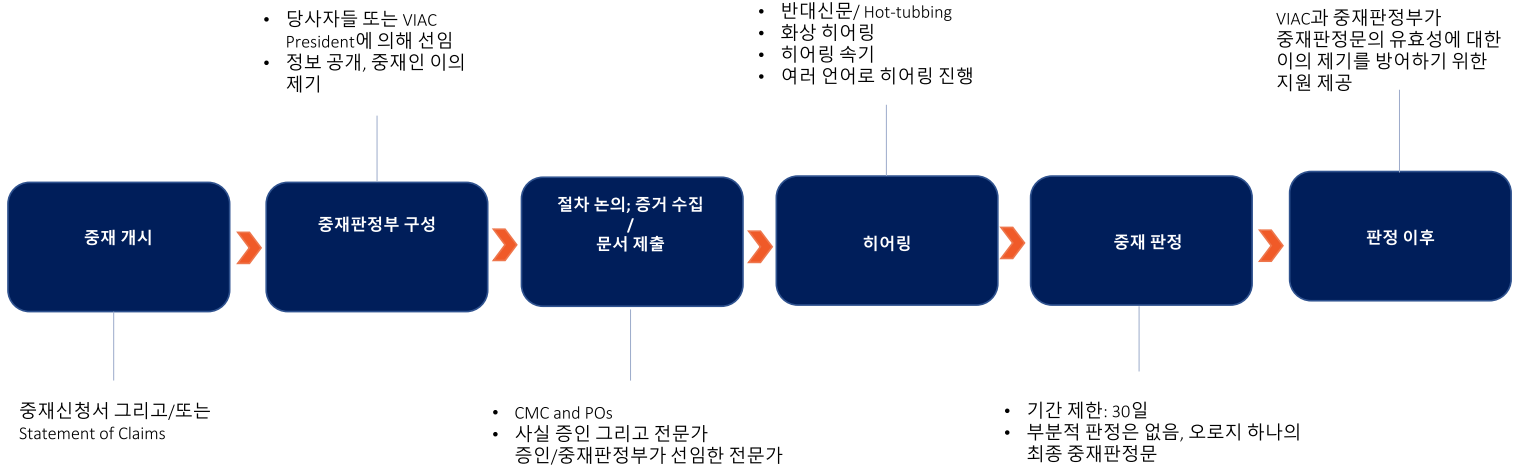 • 당사자들 또는 VIAC
President에 의해 선임
• 정보 공개, 중재인 이의
제기
• 반대신문/ Hot-tubbing
• 화상 히어링
• 히어링 속기
• 여러 언어로 히어링 진행
VIAC과 중재판정부가
중재판정문의 유효성에 대한
이의 제기를 방어하기 위한
지원 제공
중재 개시
중재판정부 구성
절차 논의; 증거 수집
/
문서 제출
히어링
중재 판정
판정 이후
중재신청서 그리고/또는
Statement of Claims
• CMC and POs
• 사실 증인 그리고 전문가
증인/중재판정부가 선임한 전문가
• 기간 제한: 30일
• 부분적 판정은 없음, 오로지 하나의
최종 중재판정문